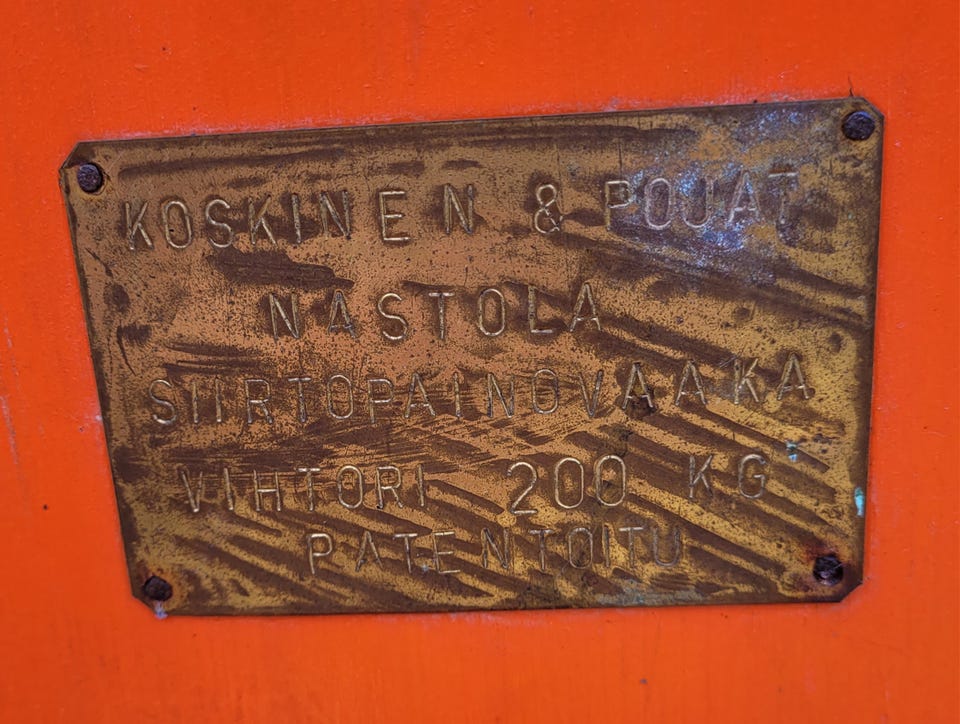 KOSKINEN & POJAT
NASTOLA
SIIRTOPAINOVAAKA
VIHTORI 200 KG
PATENTOITU